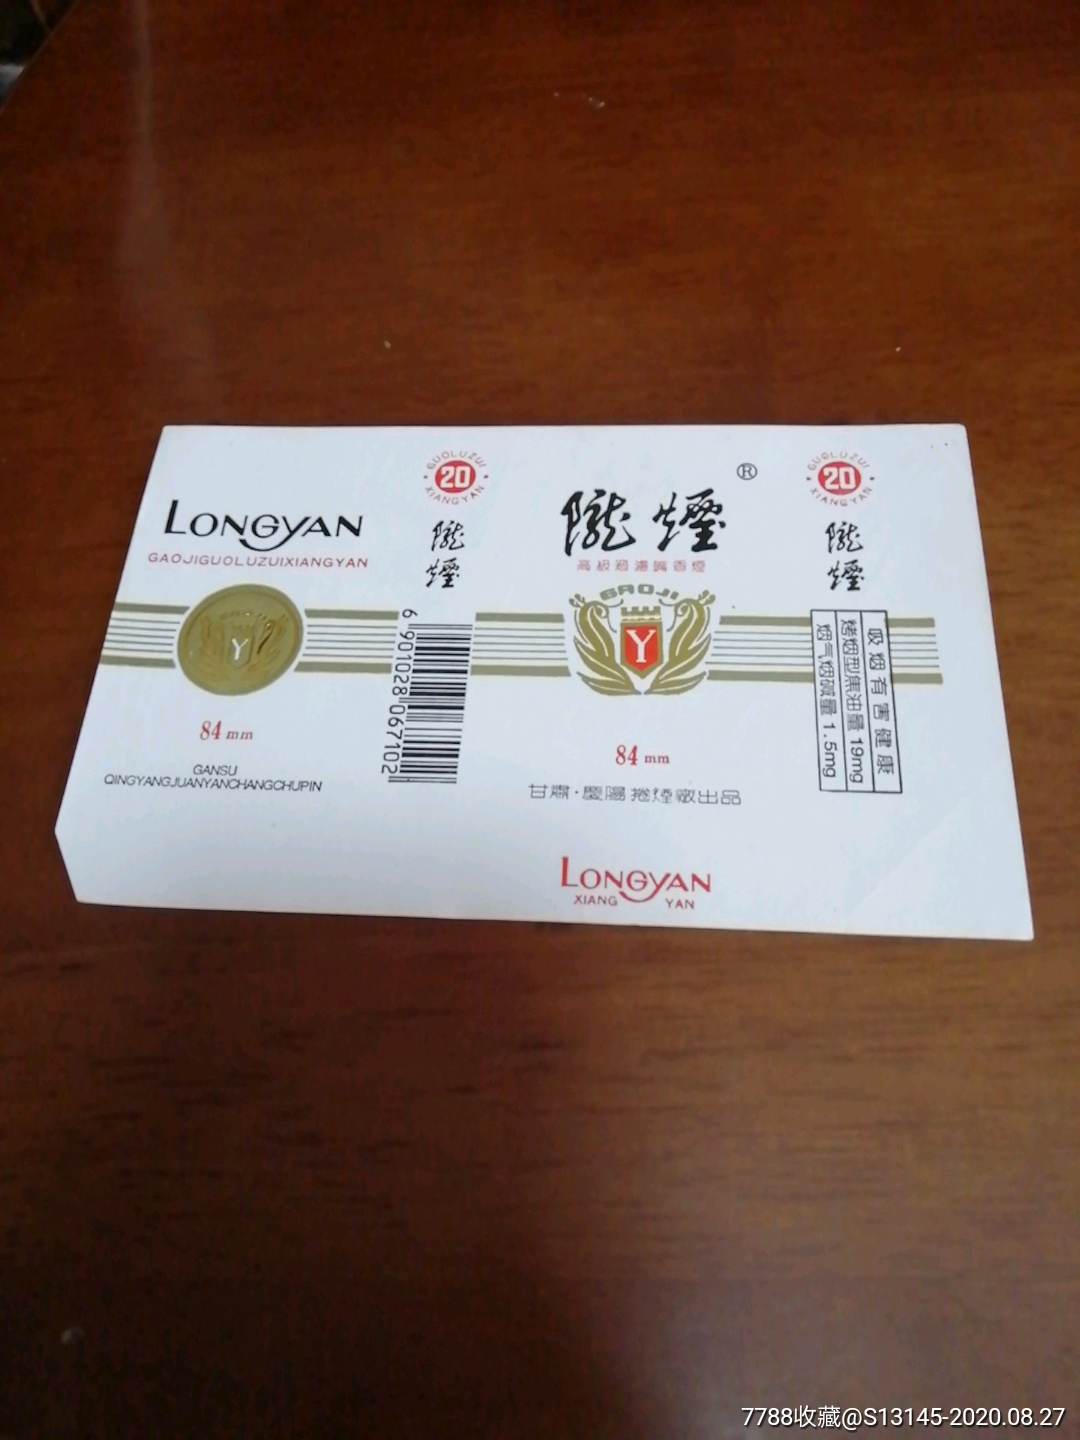 LONGYAN
GAOJIGUOLUZUIXIANGYAN
Y
84 mm
GANSU
QINGYANGJUANYANCHANGCHUPIN
GUOLUZUI
20
XIANGYAN
隴煙
6 901028 067102
®
隴煙
高級過濾嘴香煙
GAOJI
Y
84 mm
甘肅·慶陽捲煙廠出品
LONGYAN
XIANG YAN
GUOLUZUI
20
XIANGYAN
隴煙
吸烟有害健康
烤烟型焦油量 19mg
烟气烟碱量 1.5mg
7788收藏@S13145-2020.08.27